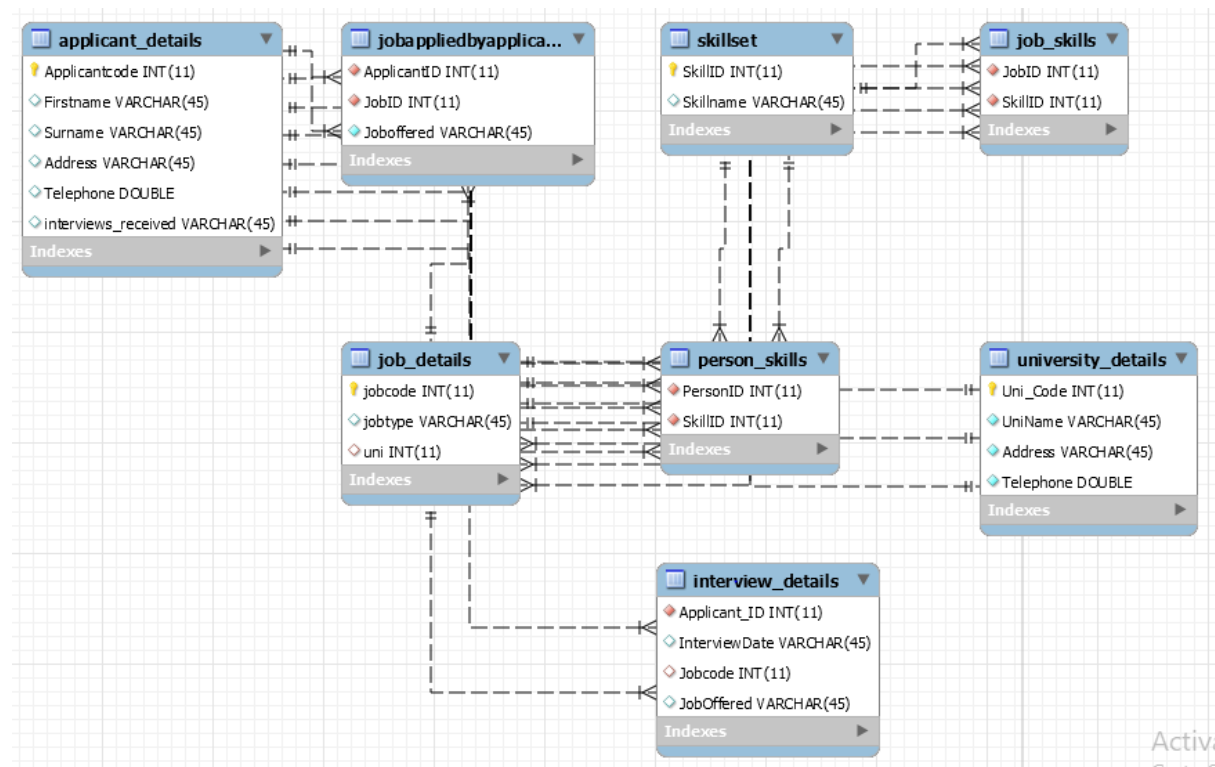 applicant_details
Applicantcode INT(11)
Firstname VARCHAR(45)
Surname VARCHAR(45)
Address VARCHAR(45)
Telephone DOUBLE
interviews_received VARCHAR(45)
Indexes
jobappliedbyapplica...
ApplicantID INT(11)
JobID INT(11)
Joboffered VARCHAR(45)
Indexes
skillset
SkillID INT(11)
Skillname VARCHAR(45)
Indexes
job_skills
JobID INT(11)
SkillID INT(11)
Indexes
job_details
jobcode INT(11)
jobtype VARCHAR(45)
uni INT(11)
Indexes
person_skills
PersonID INT(11)
SkillID INT(11)
Indexes
university_details
Uni_code INT(11)
UniName VARCHAR(45)
Address VARCHAR(45)
Telephone DOUBLE
Indexes
interview_details
Applicant_ID INT(11)
InterviewDate VARCHAR(45)
Jobcode INT(11)
JobOffered VARCHAR(45)
Indexes
Activ